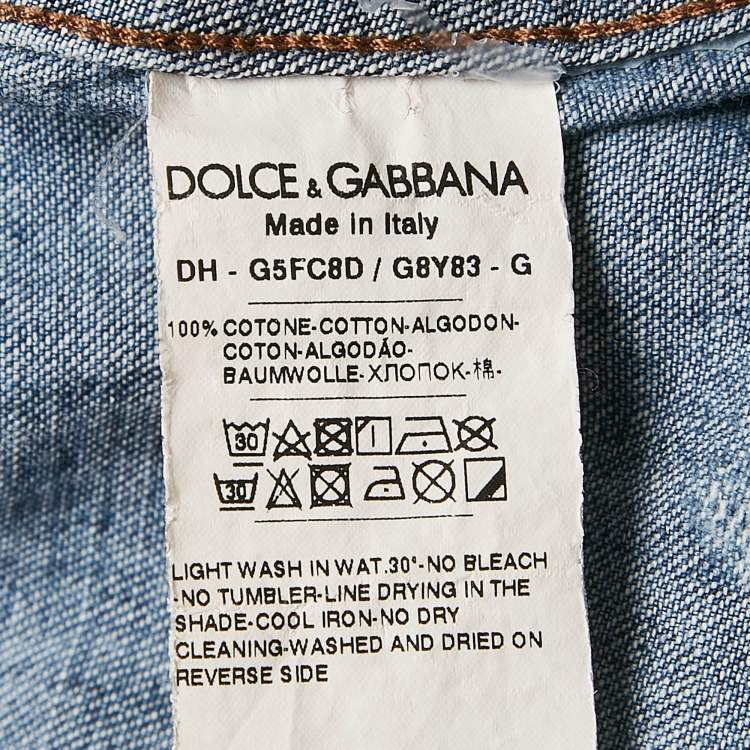 DOLCE & GABBANA
Made in Italy
DH - G5FC8D / G8Y83 - G
100% COTONE-COTTON-ALGODON-
COTON-ALGODÃO-
BAUMWOLLE-ХЛОПОК-棉-
30
30
LIGHT WASH IN WAT.30°-NO BLEACH
-NO TUMBLER-LINE DRYING IN THE
SHADE-COOL IRON-NO DRY
CLEANING-WASHED AND DRIED ON
REVERSE SIDE